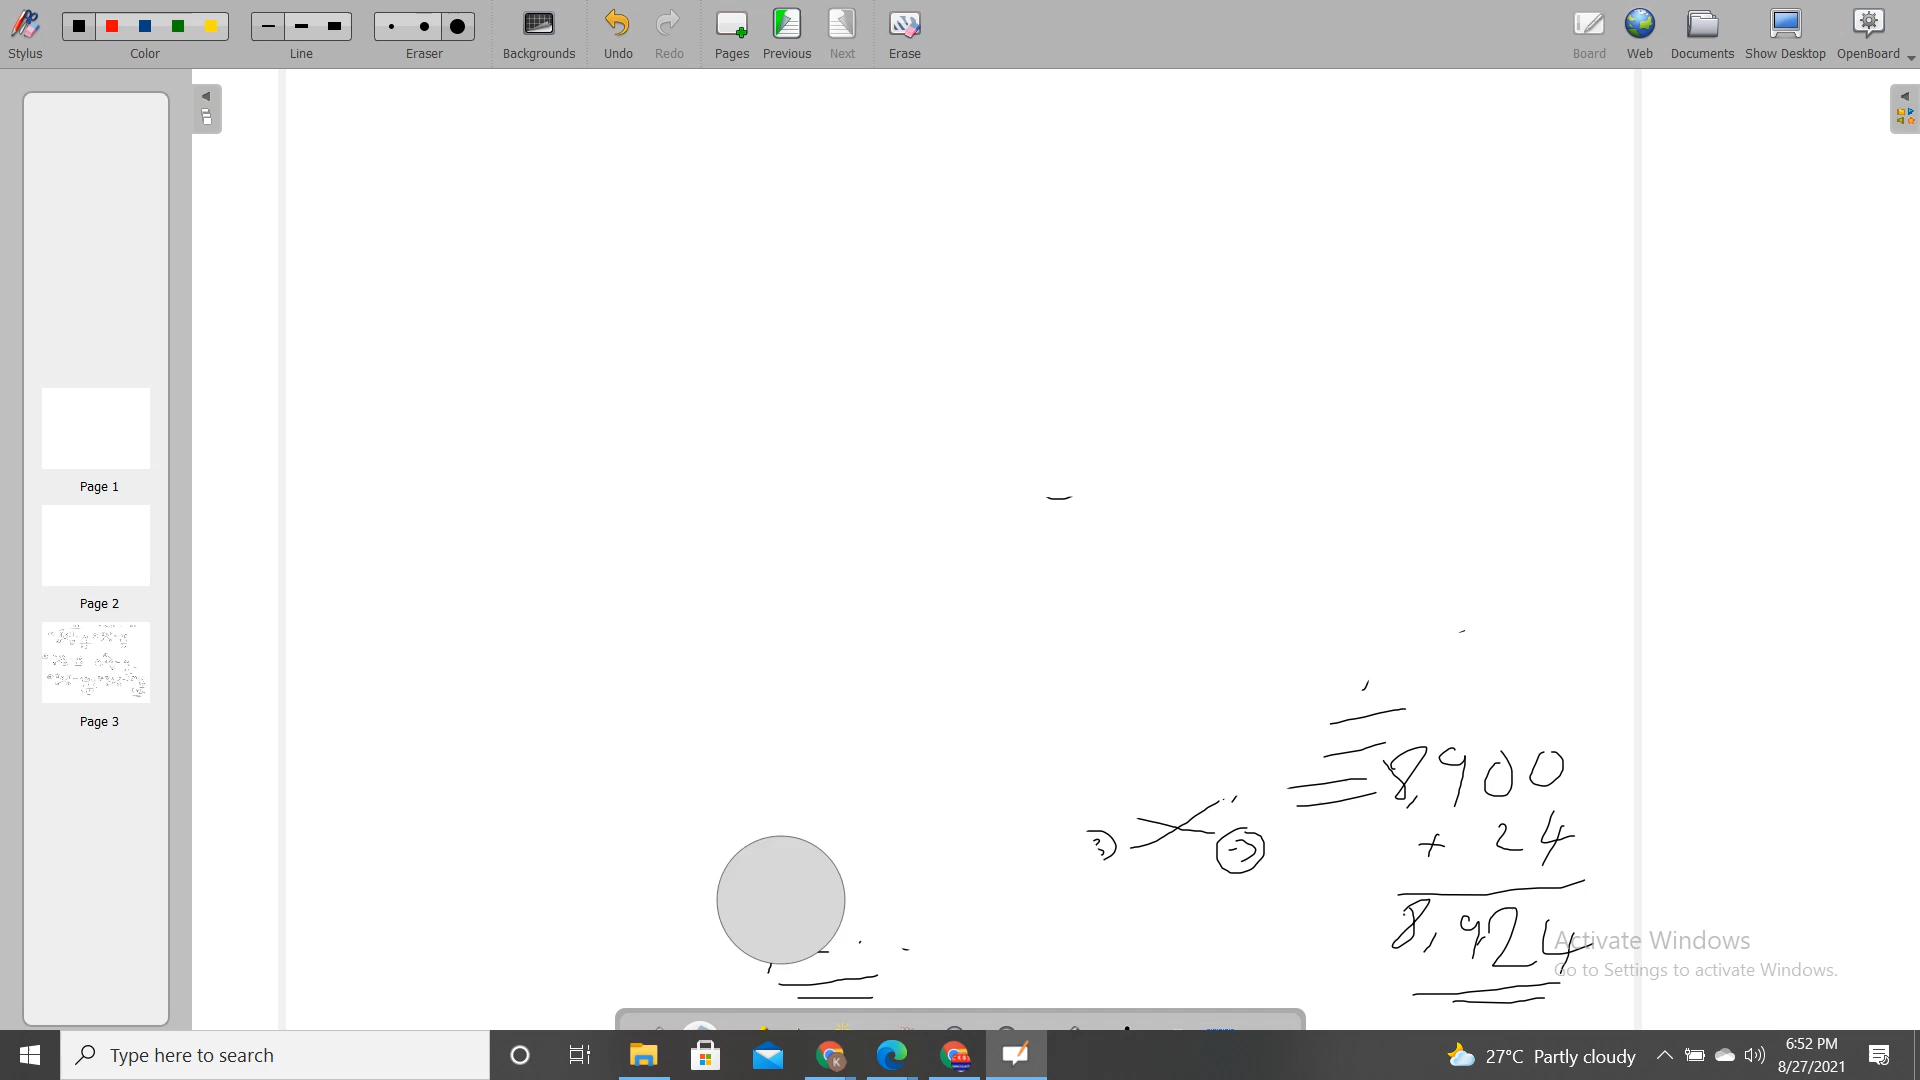 Stylus
Color
Line
Eraser
Backgrounds
Undo
Redo
Pages
Previous
Next
Erase
Board
Web
Documents
Show Desktop
OpenBoard
Page 1
Page 2
Page 3
8,900
+ 24
8,924
3
Activate Windows
Go to Settings to activate Windows.
Type here to search
K
27°C Partly cloudy
6:52 PM
8/27/2021